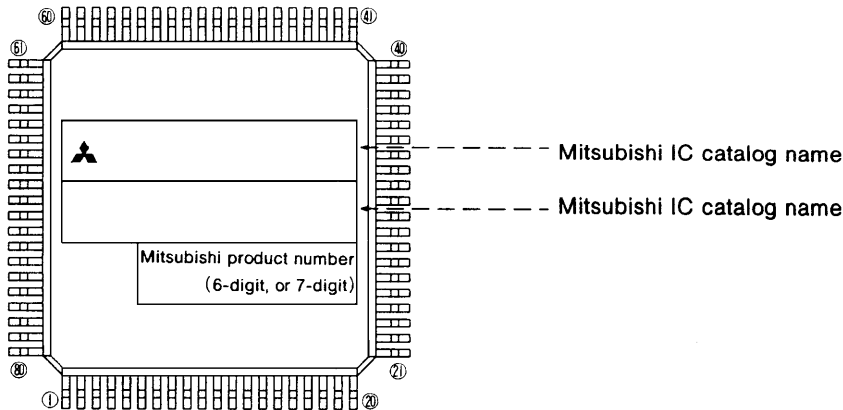 60 41
61 40
Mitsubishi IC catalog name
Mitsubishi IC catalog name
Mitsubishi product number
(6-digit, or 7-digit)
80 21
1 20